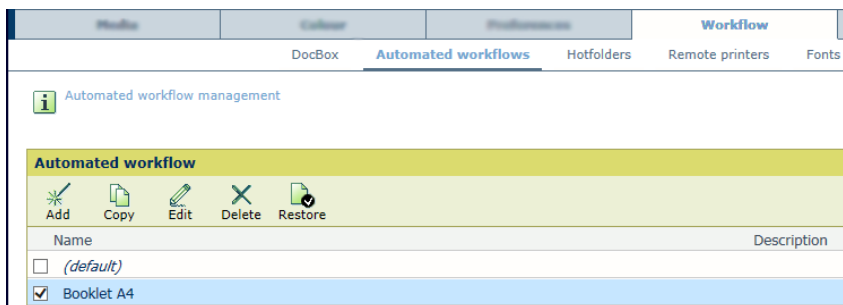 Workflow
DocBox Automated workflows Hotfolders Remote printers Fonts
Automated workflow management
Automated workflow
Add Copy Edit Delete Restore
Name Description
(default)
Booklet A4